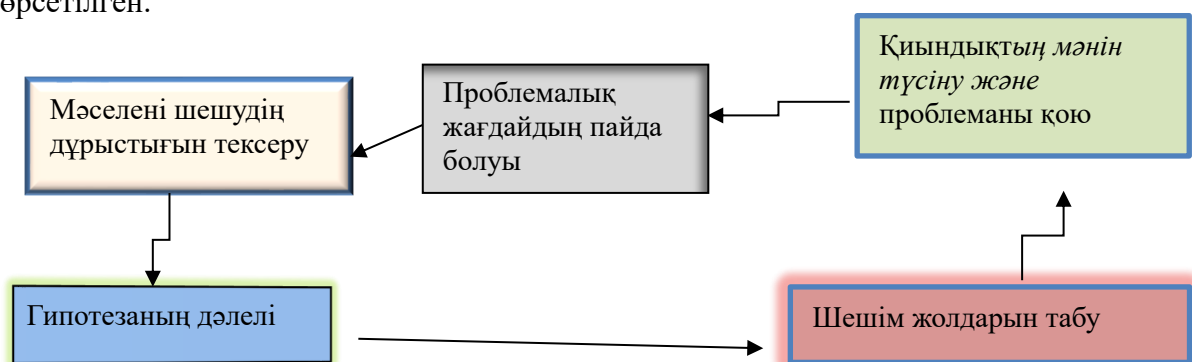 өрсетілген.
Қиындықтың мәнін
түсіну және
проблеманы қою
Проблемалық
жағдайдың пайда
болуы
Мәселені шешудің
дұрыстығын тексеру
Гипотезаның дәлелі
Шешім жолдарын табу